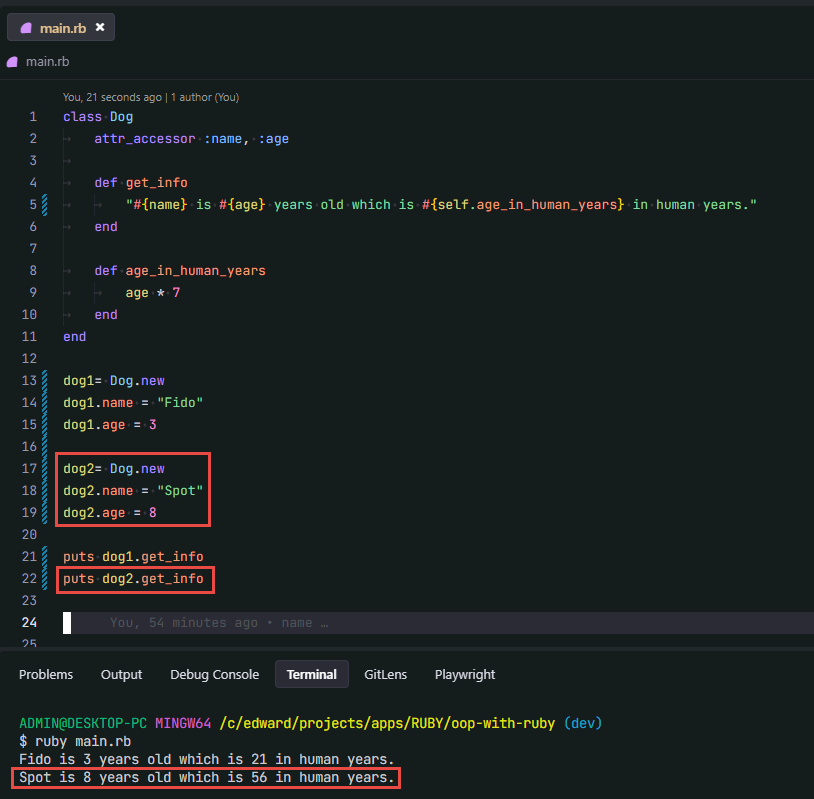 main.rb ×
main.rb
You, 21 seconds ago | 1 author (You)
1 class Dog
2 attr_accessor :name, :age
3
4 def get_info
5 "#{name} is #{age} years old which is #{self.age_in_human_years} in human years."
6 end
7
8 def age_in_human_years
9 age * 7
10 end
11 end
12
13 dog1= Dog.new
14 dog1.name = "Fido"
15 dog1.age = 3
16
17 dog2= Dog.new
18 dog2.name = "Spot"
19 dog2.age = 8
20
21 puts dog1.get_info
22 puts dog2.get_info
23
24 You, 54 minutes ago • name …
25
Problems Output Debug Console Terminal GitLens Playwright
ADMIN@DESKTOP-PC MINGW64 /c/edward/projects/apps/RUBY/oop-with-ruby (dev)
$ ruby main.rb
Fido is 3 years old which is 21 in human years.
Spot is 8 years old which is 56 in human years.